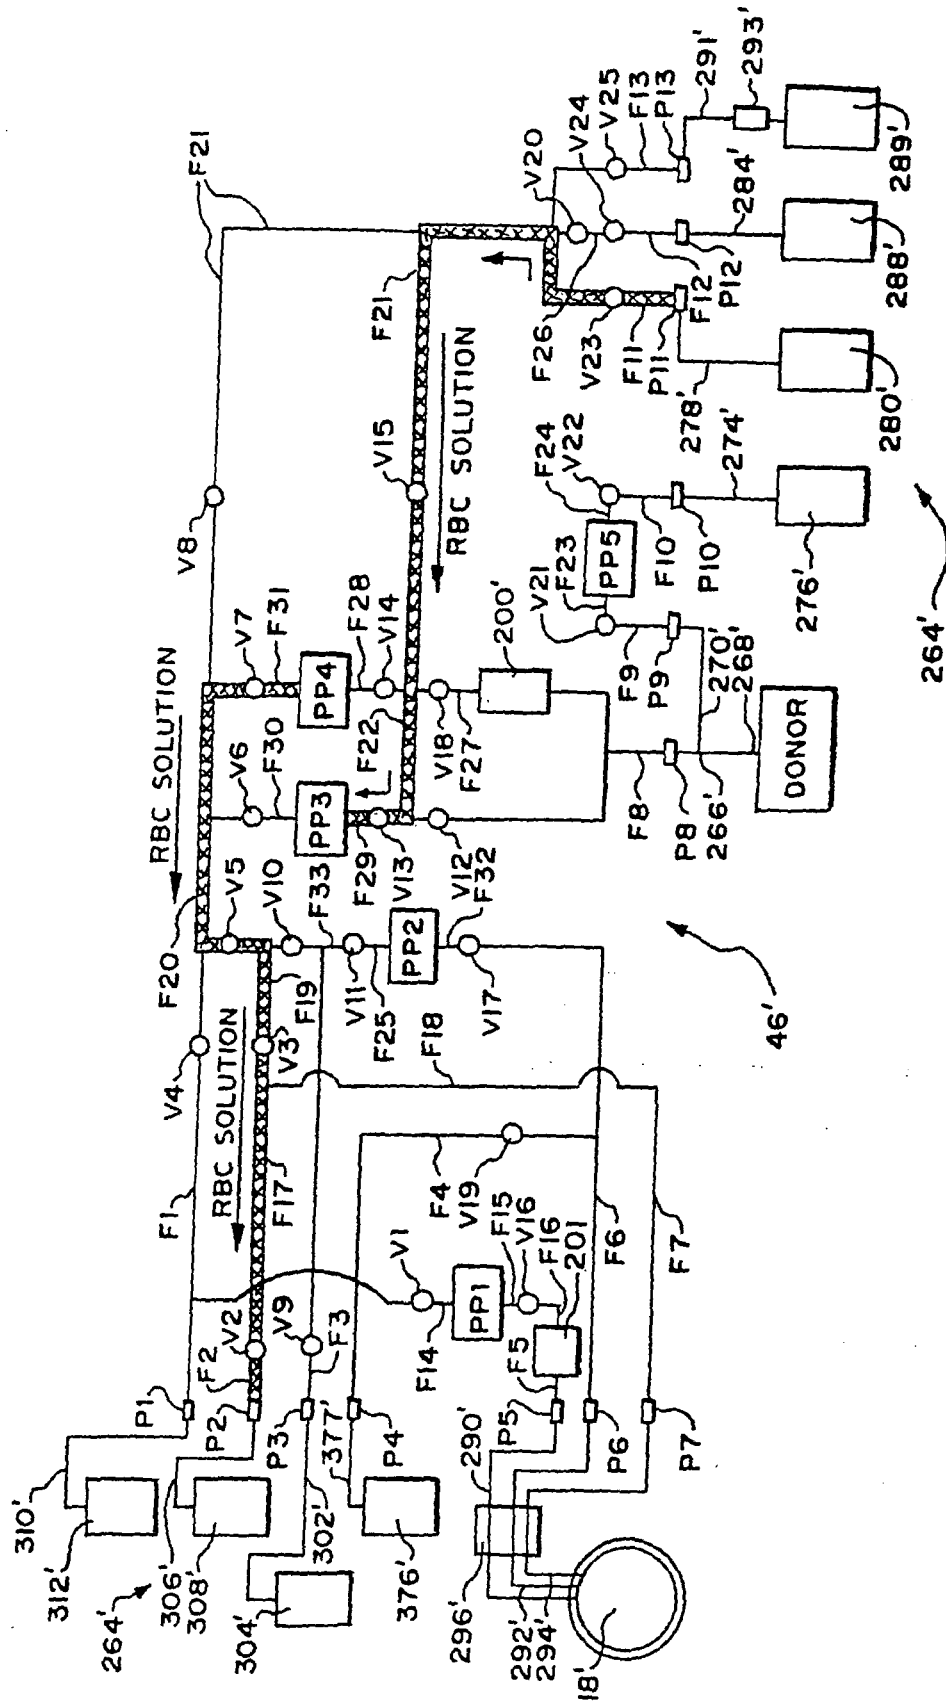 310'
312'
264'
306'
308'
304'
302'
377'
376'
290'
296'
292'
294'
18'
P1
P2
P3
P4
P5
P6
P7
F1
F2
V2
V9
F3
F5
F14
V1
PP1
F15
V16
F16
201
F6
F7
V4
RBC SOLUTION
F17
V3
F19
F18
F4
V19
F20
V5
V10
F33
V11
F25
PP2
F32
V17
V12
46'
RBC SOLUTION
V6
F30
PP3
F29
V13
V7
F31
PP4
F28
V14
F22
V18
F27
200'
F8
P8
266'
DONOR
268'
270'
P9
F9
V21
F23
PP5
F24
V22
F10
P10
274'
276'
264'
V8
V15
RBC SOLUTION
F21
F21
F26
V23
F11
P11
278'
280'
V20
V24
F12
P12
284'
288'
V25
F13
P13
291'
293'
289'